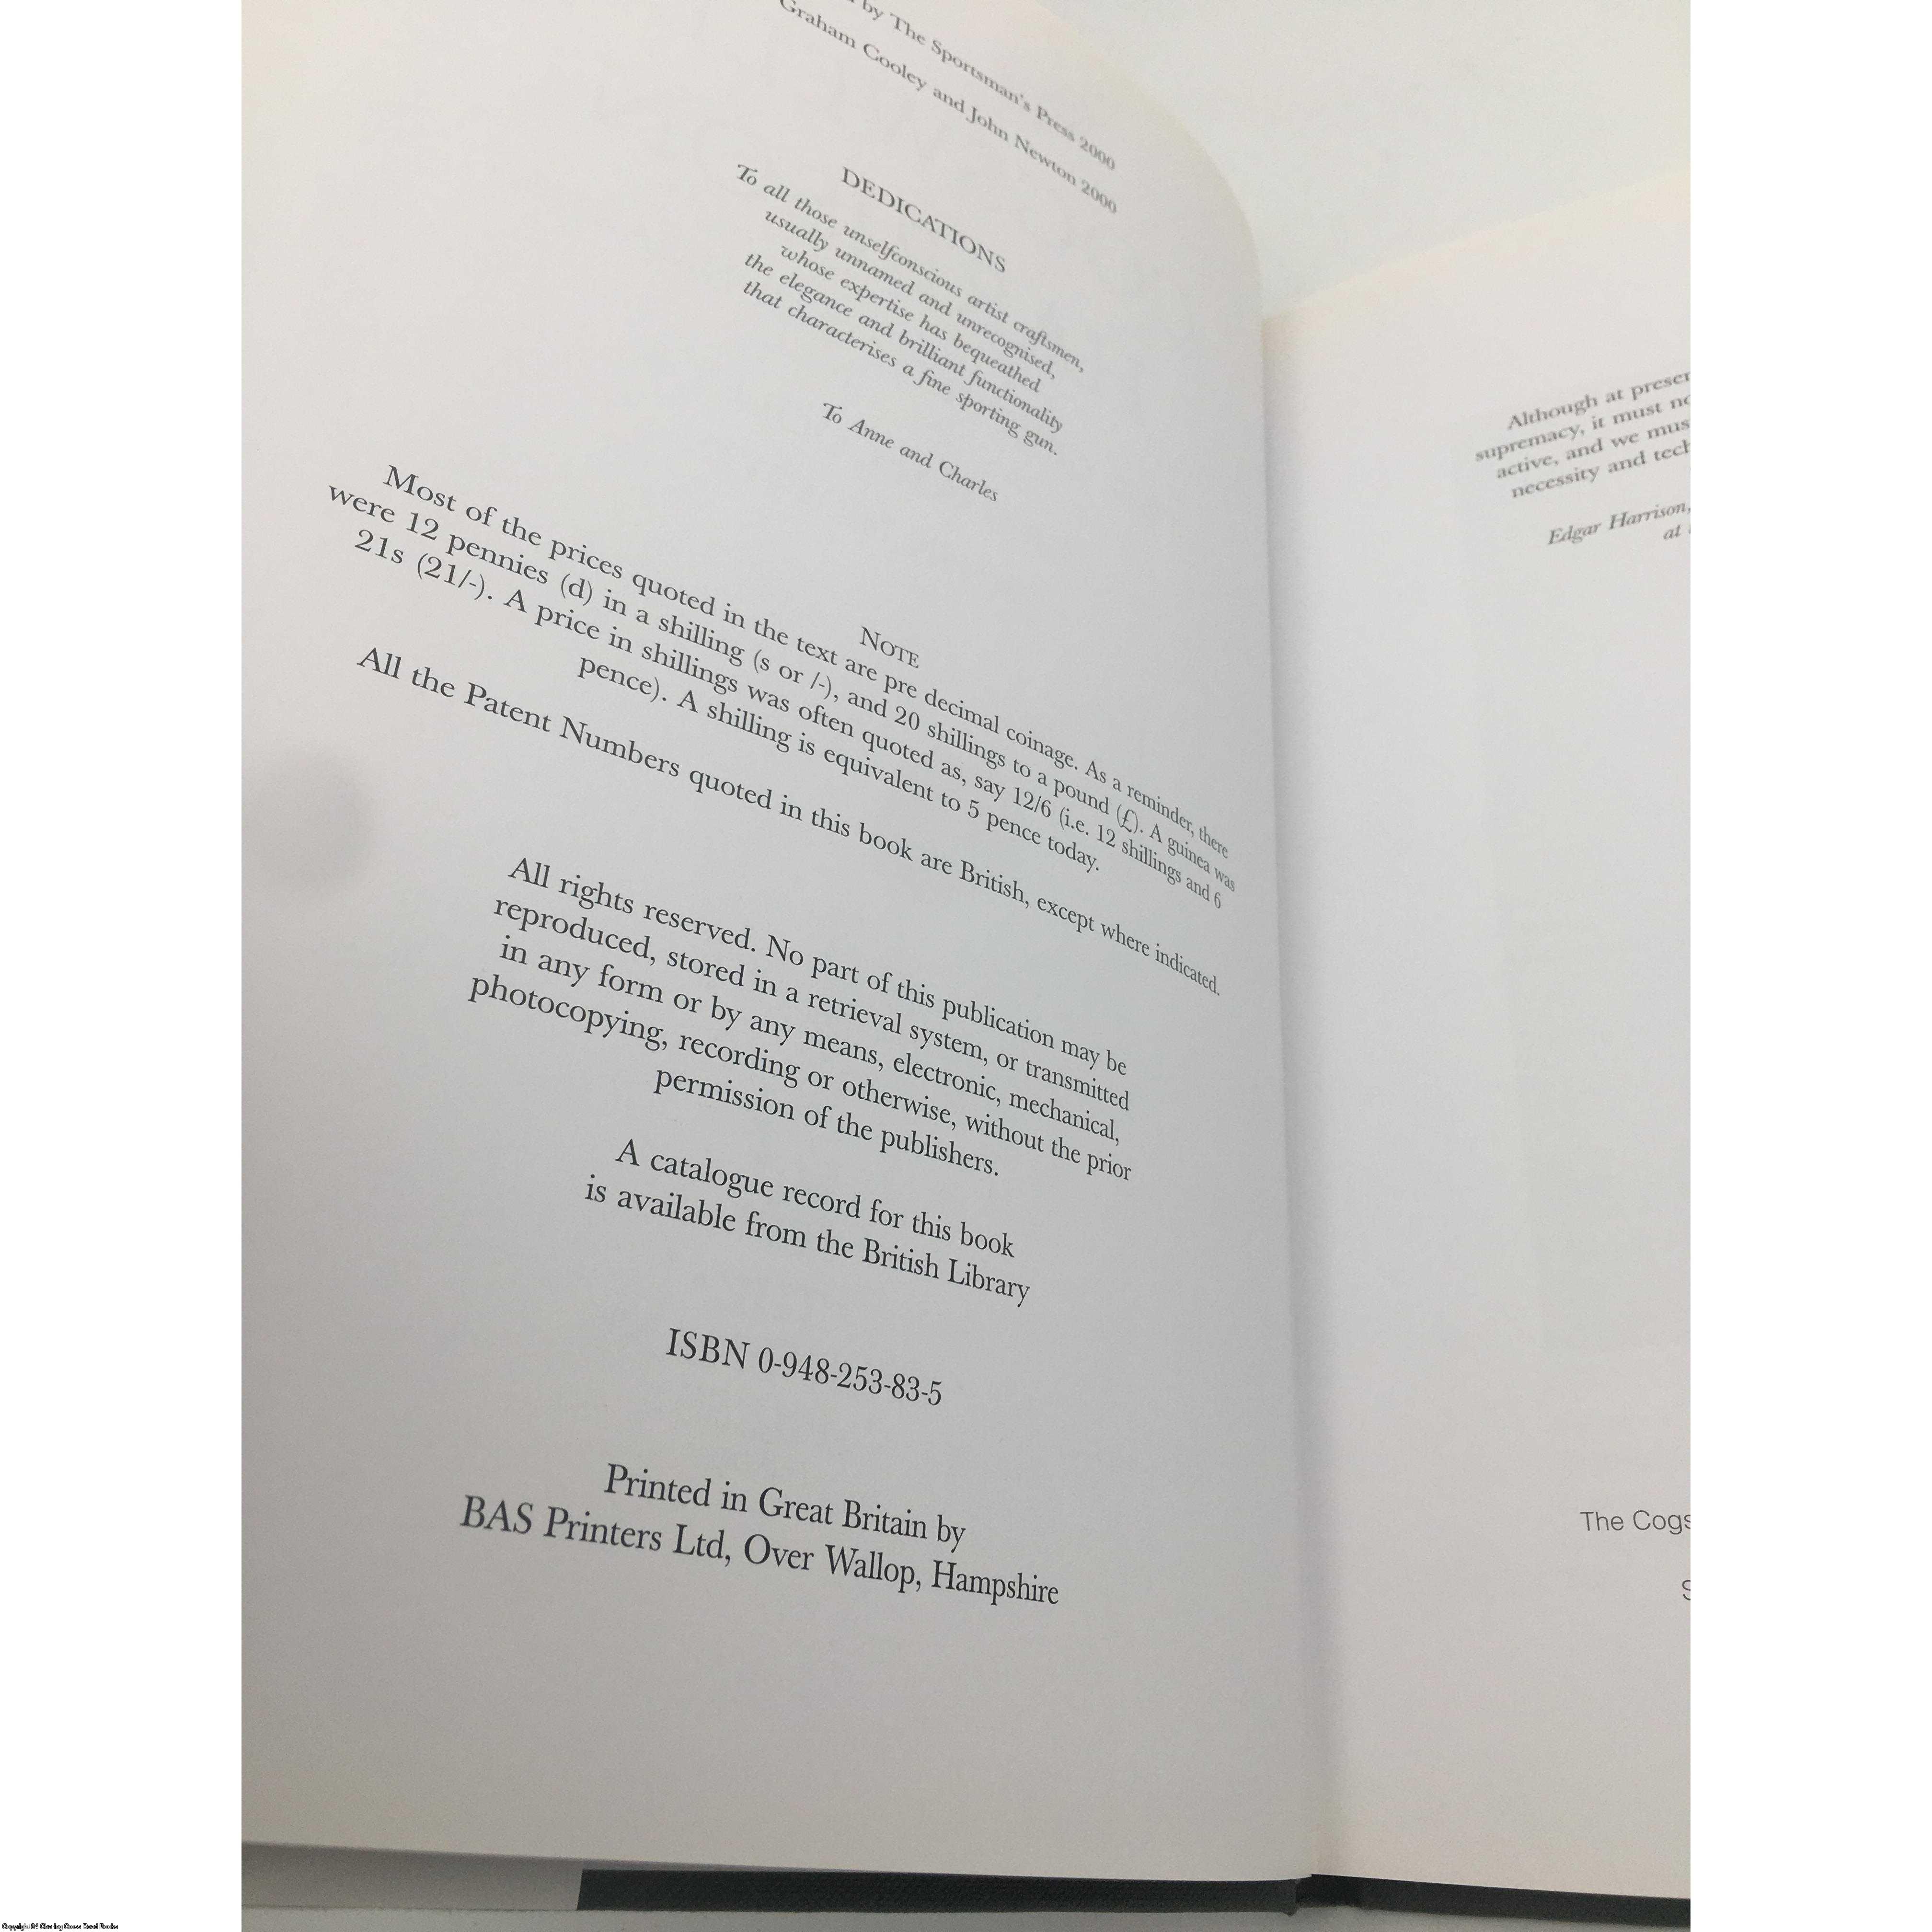 by The Sportsman's Press 2000
Graham Cooley and John Newton 2000
DEDICATIONS
To all those unselfconscious artist craftsmen,
usually unnamed and unrecognised,
whose expertise has bequeathed
the elegance and brilliant functionality
that characterises a fine sporting gun.
To Anne and Charles
NOTE
Most of the prices quoted in the text are pre decimal coinage. As a reminder, there
were 12 pennies (d) in a shilling (s or /-), and 20 shillings to a pound (£). A guinea was
21s (21/-). A price in shillings was often quoted as, say 12/6 (i.e. 12 shillings and 6
pence). A shilling is equivalent to 5 pence today.
All the Patent Numbers quoted in this book are British, except where indicated.
All rights reserved. No part of this publication may be
reproduced, stored in a retrieval system, or transmitted
in any form or by any means, electronic, mechanical,
photocopying, recording or otherwise, without the prior
permission of the publishers.
A catalogue record for this book
is available from the British Library
ISBN 0-948-253-83-5
Printed in Great Britain by
BAS Printers Ltd, Over Wallop, Hampshire
Although at
supremacy, it must
active, and we
necessity and
Edgar Harrison,
at
The
Copyright 84 Charing Cross Road Books